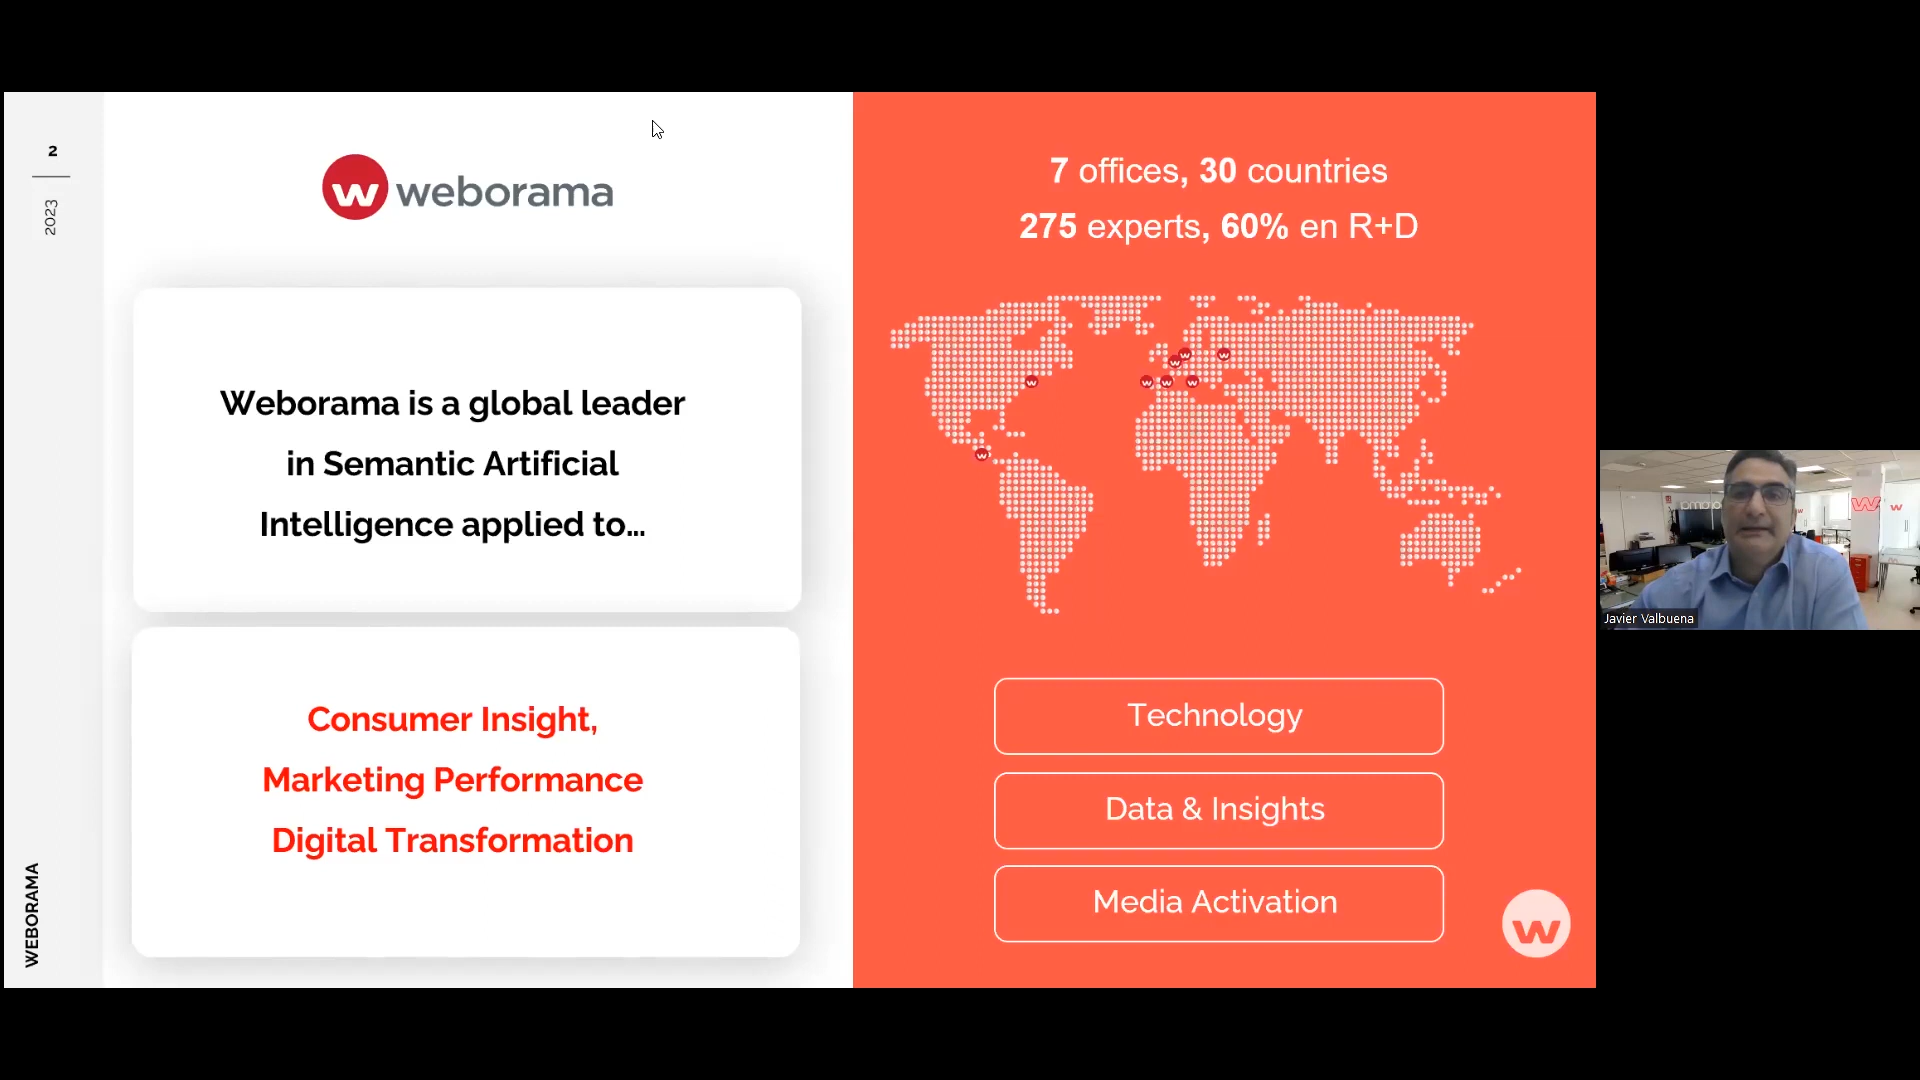 2
2023
WEBORAMA
w weborama
Weborama is a global leader
in Semantic Artificial
Intelligence applied to...
Consumer Insight,
Marketing Performance
Digital Transformation
7 offices, 30 countries
275 experts, 60% en R+D
Technology
Data & Insights
Media Activation
w
Javier Valbuena